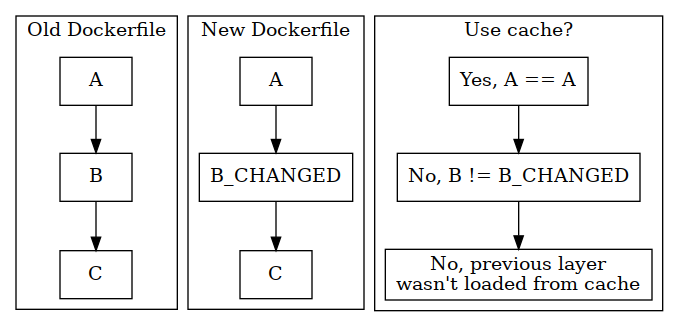 Old Dockerfile
A
B
C
New Dockerfile
A
B_CHANGED
C
Use cache?
Yes, A == A
No, B != B_CHANGED
No, previous layer
wasn't loaded from cache